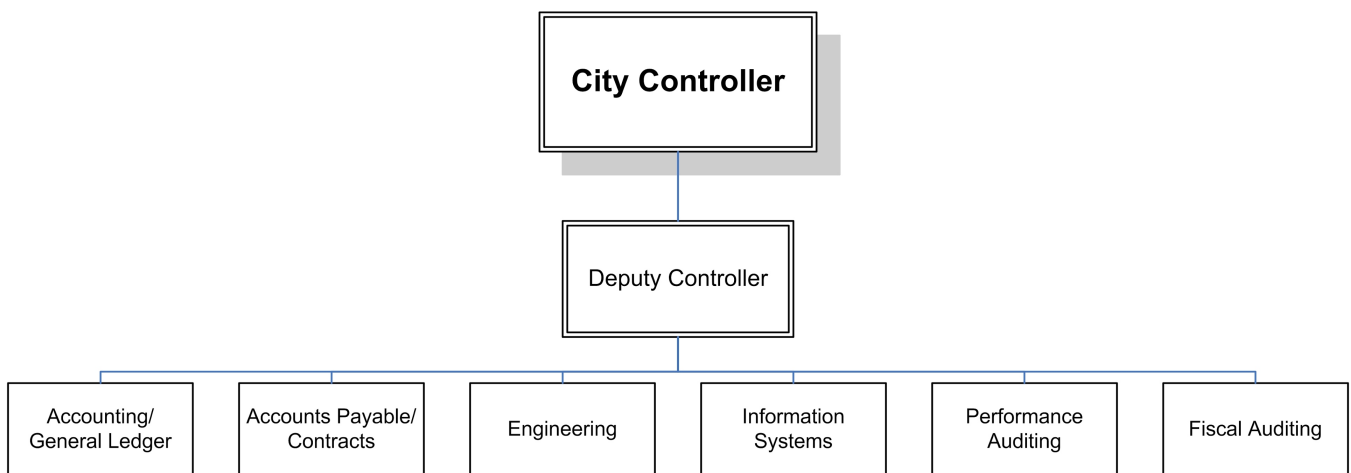 City Controller
Deputy Controller
Accounting/
General Ledger
Accounts Payable/
Contracts
Engineering
Information
Systems
Performance
Auditing
Fiscal Auditing